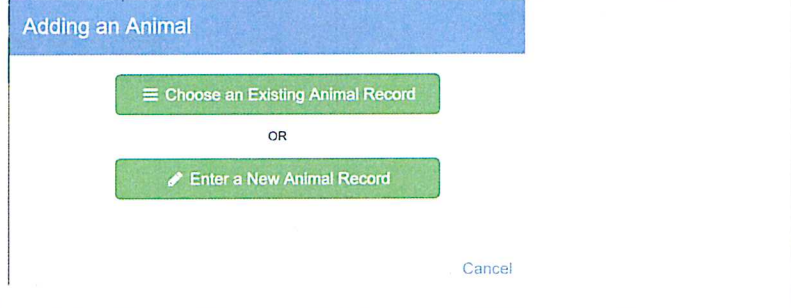 Adding an Animal
Choose an Existing Animal Record
OR
Enter a New Animal Record
Cancel